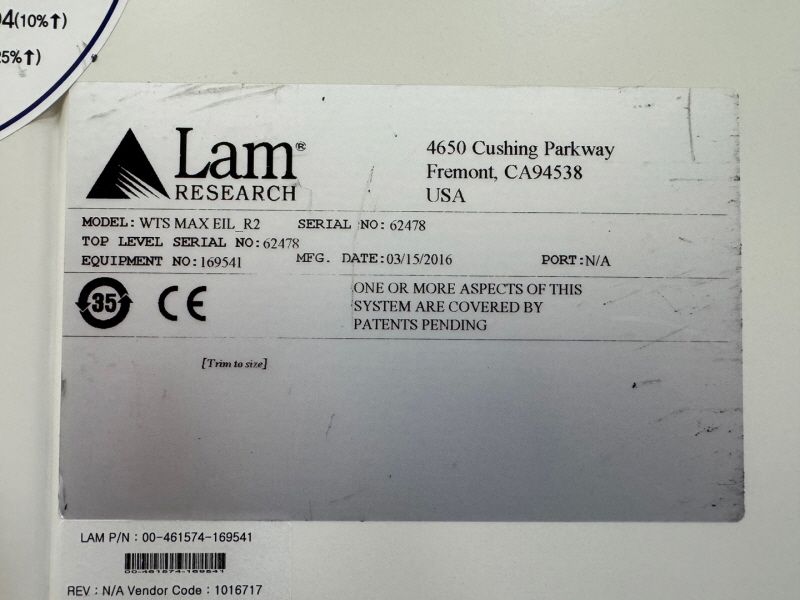 4(10%↑)
5%↑)
Lam®
RESEARCH
4650 Cushing Parkway
Fremont, CA94538
USA
MODEL: WTS MAX EIL_R2 SERIAL NO: 62478
TOP LEVEL SERIAL NO: 62478
EQUIPMENT NO: 169541 MFG. DATE: 03/15/2016 PORT: N/A
35 CE
ONE OR MORE ASPECTS OF THIS
SYSTEM ARE COVERED BY
PATENTS PENDING
[Trim to size]
LAM P/N : 00-461574-169541
00-461574-169541
REV : N/A Vendor Code : 1016717